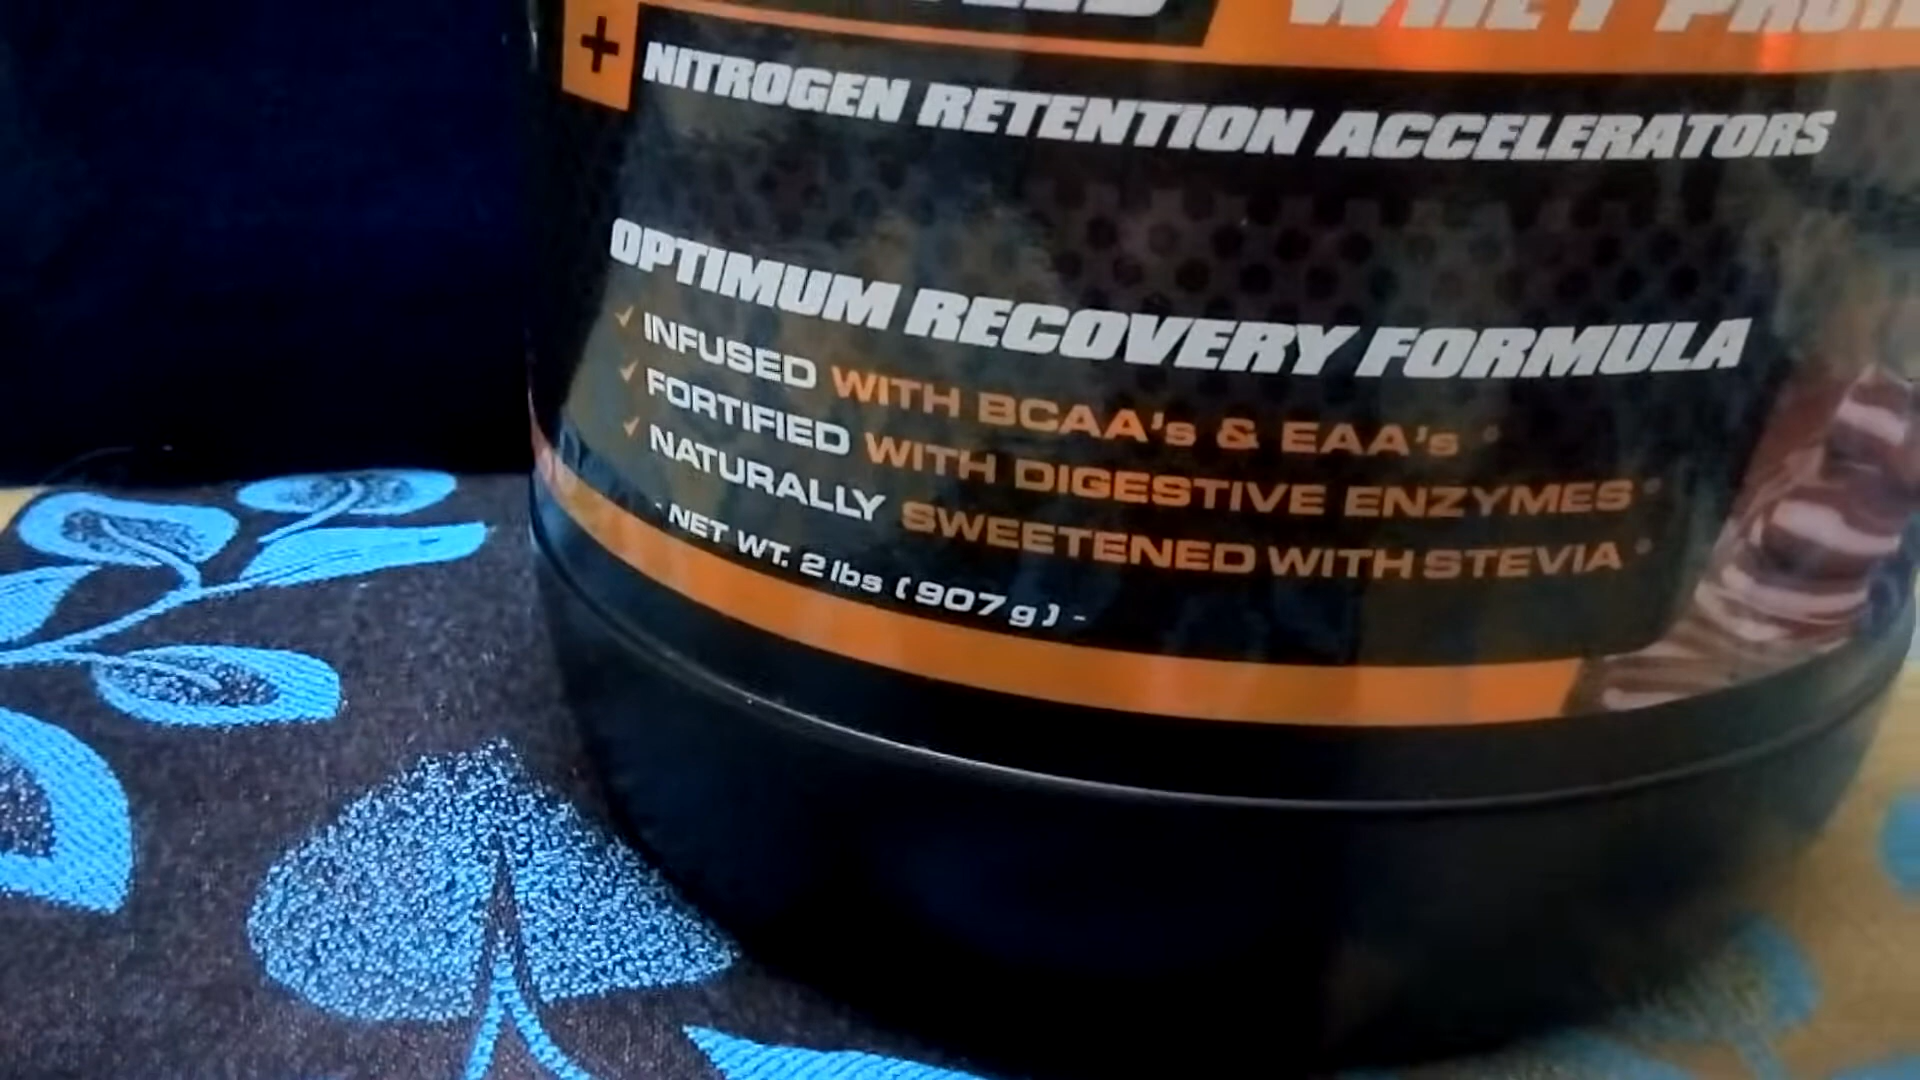 WHEY
+ NITROGEN RETENTION ACCELERATORS
OPTIMUM RECOVERY FORMULA
✓ INFUSED WITH BCAA's & EAA's
✓ FORTIFIED WITH DIGESTIVE ENZYMES
✓ NATURALLY SWEETENED WITH STEVIA
- NET WT. 2 lbs (907 g) -